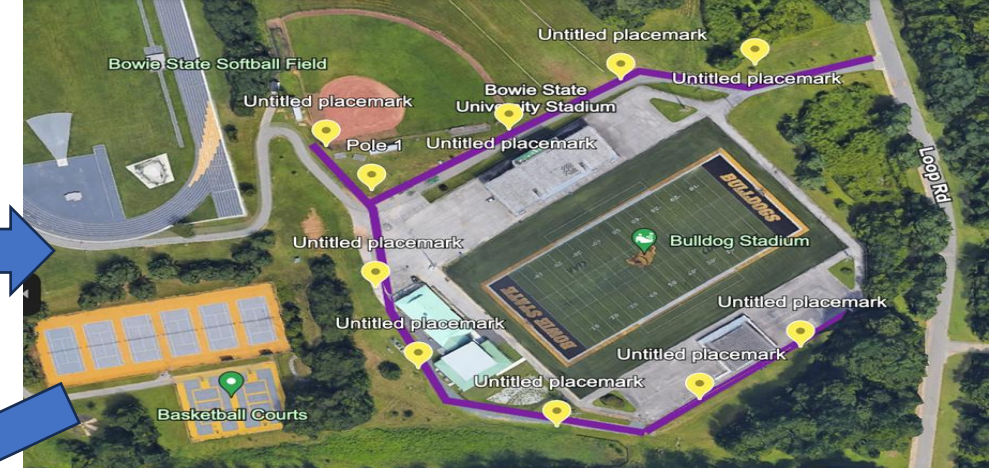 Untitled placemark
Bowie State Softball Field
Untitled placemark
Bowie State
University Stadium
Untitled placemark
Pole 1
Untitled placemark
BULLDOGS
Loop Rd
Untitled placemark
Bulldog Stadium
Untitled placemark
BOWIE STATE
Untitled placemark
Untitled placemark
Untitled placemark
Basketball Courts